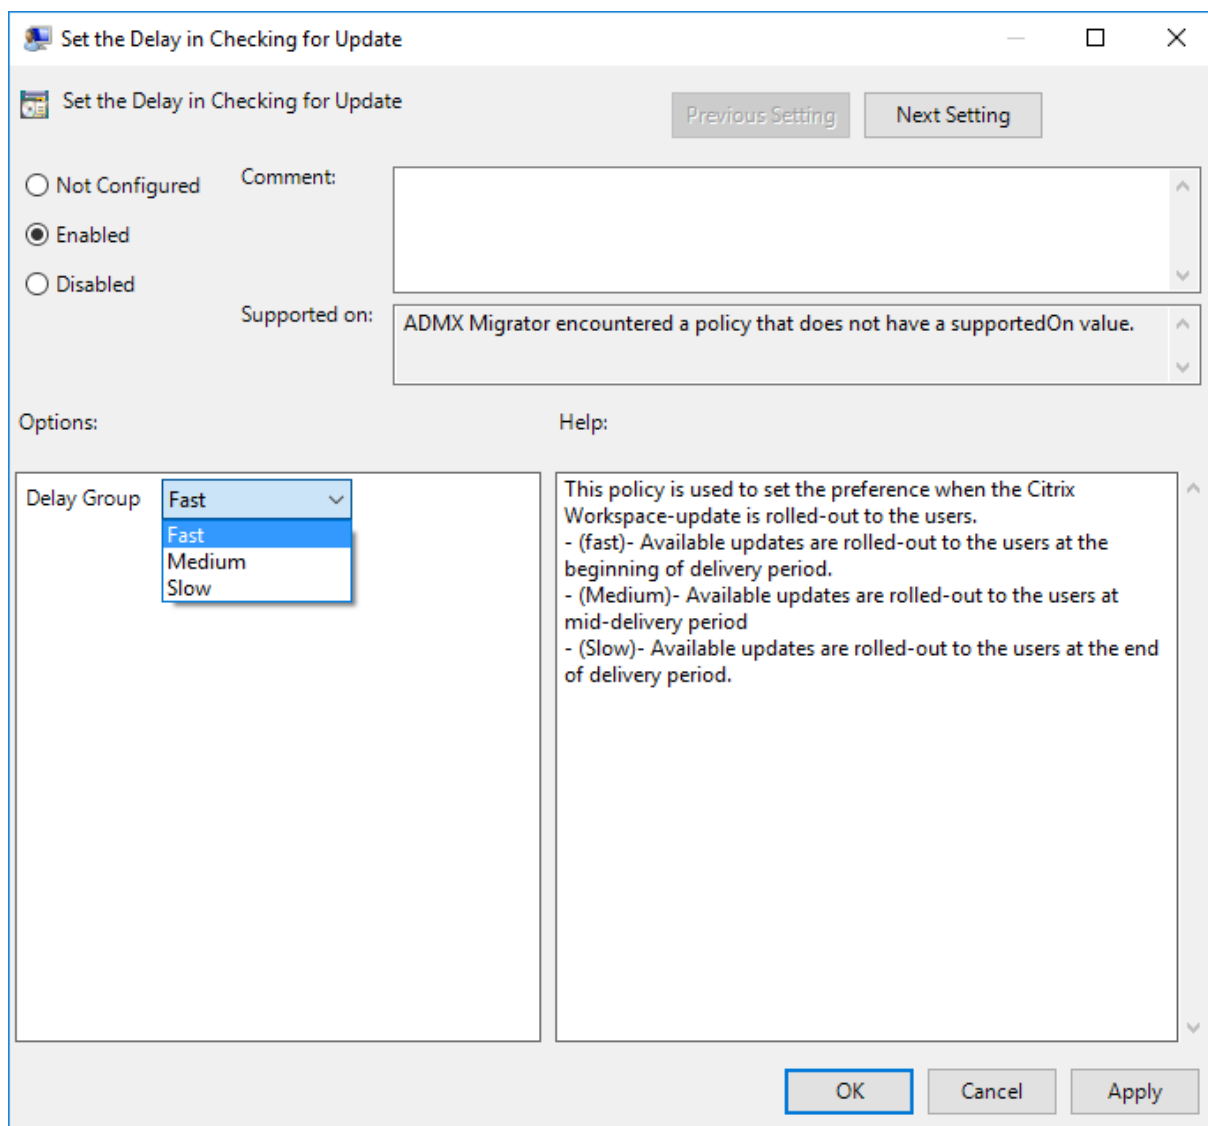 Set the Delay in Checking for Update
Set the Delay in Checking for Update
Previous Setting
Next Setting
Not Configured
Enabled
Disabled
Comment:
Supported on:
ADMX Migrator encountered a policy that does not have a supportedOn value.
Options:
Help:
Delay Group
Fast
Fast
Medium
Slow
This policy is used to set the preference when the Citrix
Workspace-update is rolled-out to the users.
- (fast)- Available updates are rolled-out to the users at the
beginning of delivery period.
- (Medium)- Available updates are rolled-out to the users at
mid-delivery period
- (Slow)- Available updates are rolled-out to the users at the end
of delivery period.
OK
Cancel
Apply